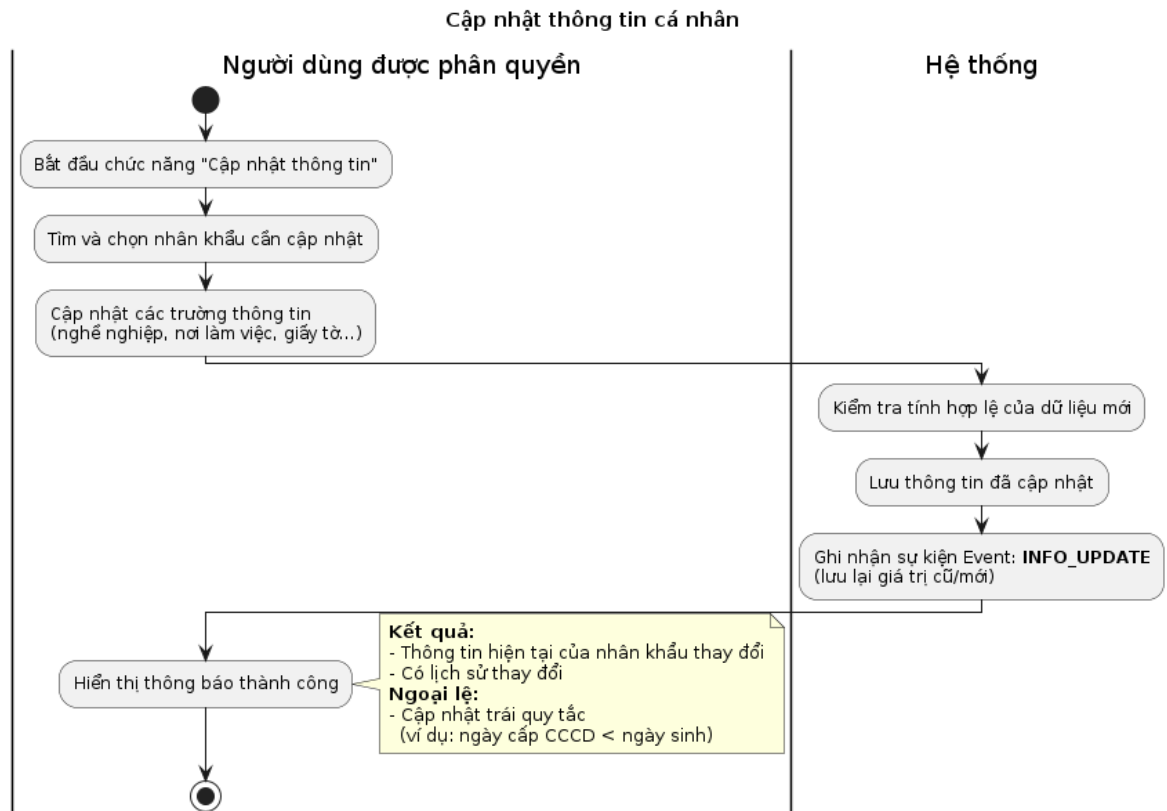 Cập nhật thông tin cá nhân
Người dùng được phân quyền
Hệ thống
Bắt đầu chức năng "Cập nhật thông tin"
Tìm và chọn nhân khẩu cần cập nhật
Cập nhật các trường thông tin
(nghề nghiệp, nơi làm việc, giấy tờ...)
Kiểm tra tính hợp lệ của dữ liệu mới
Lưu thông tin đã cập nhật
Ghi nhận sự kiện Event: INFO_UPDATE
(lưu lại giá trị cũ/mới)
Hiển thị thông báo thành công
Kết quả:
- Thông tin hiện tại của nhân khẩu thay đổi
- Có lịch sử thay đổi
Ngoại lệ:
- Cập nhật trái quy tắc
(ví dụ: ngày cấp CCCD < ngày sinh)